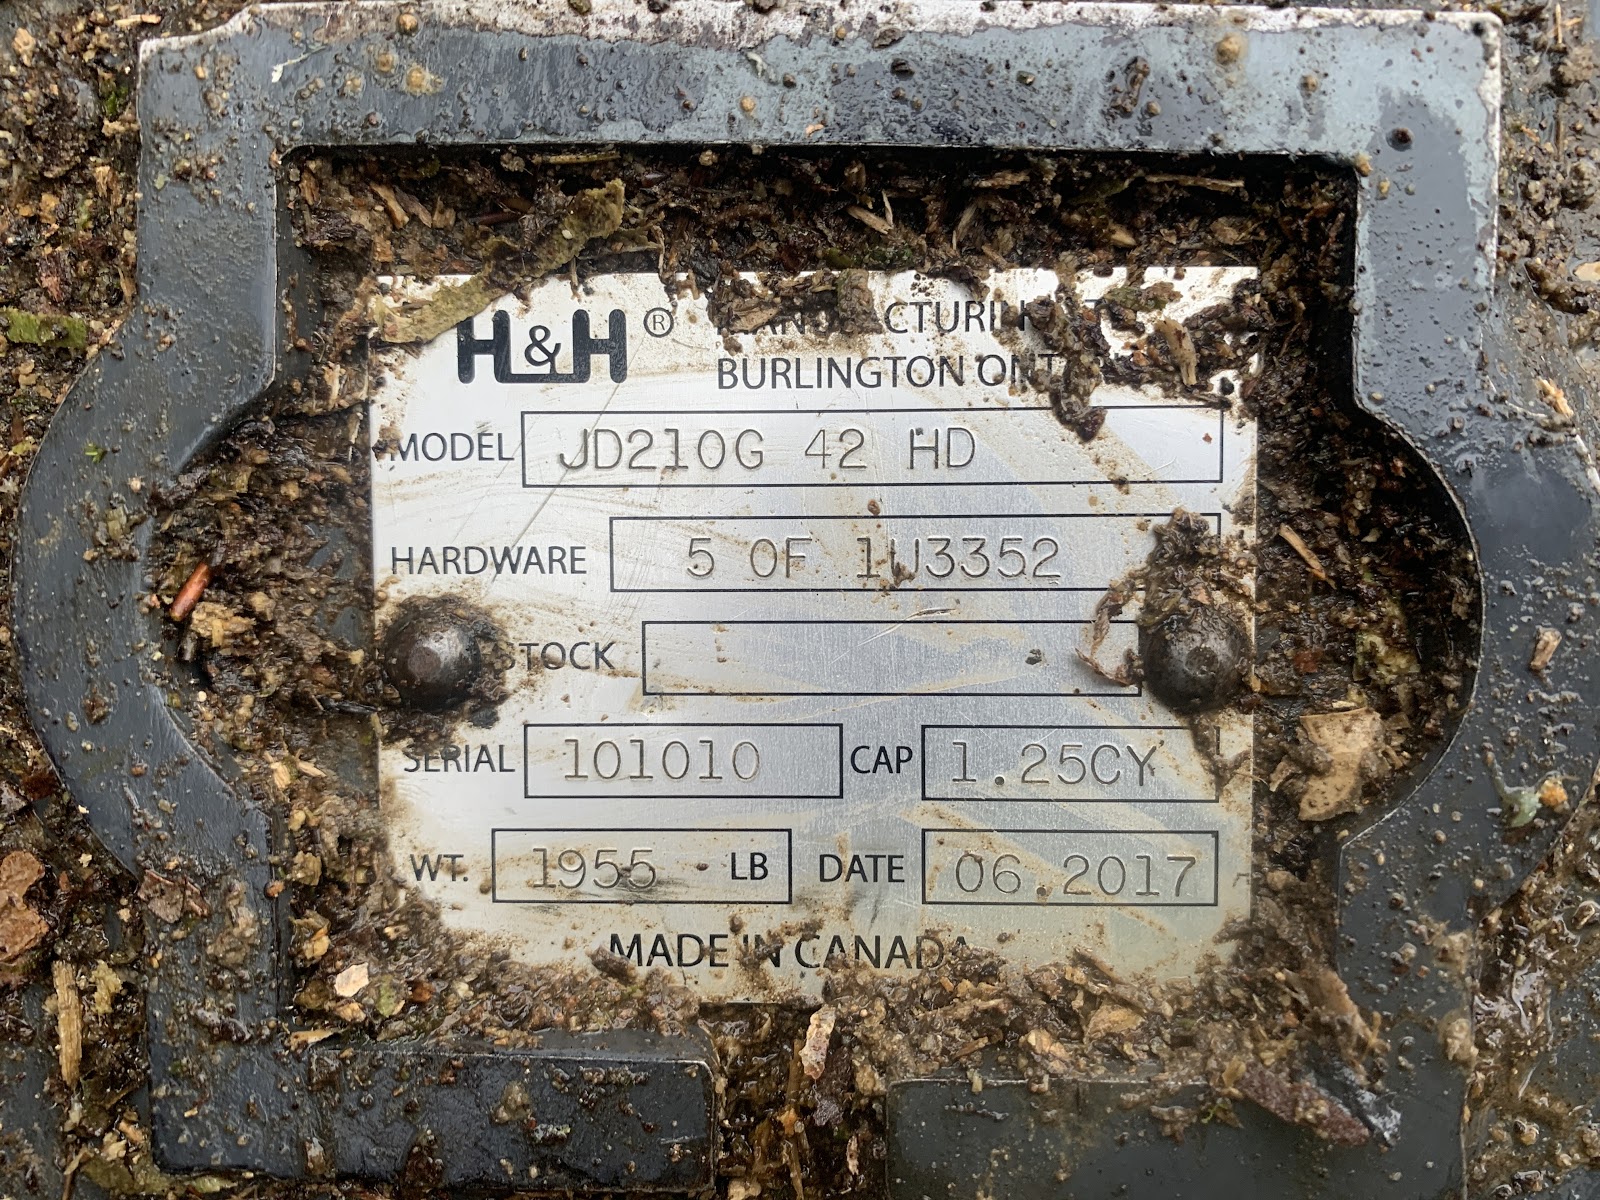 H&H®
BURLINGTON
MODEL JD210G 42 HD
HARDWARE 5 OF 1U3352
STOCK
SERIAL 101010 CAP 1.25CY
WT. 1955 LB DATE 06.2017
MADE IN CANADA